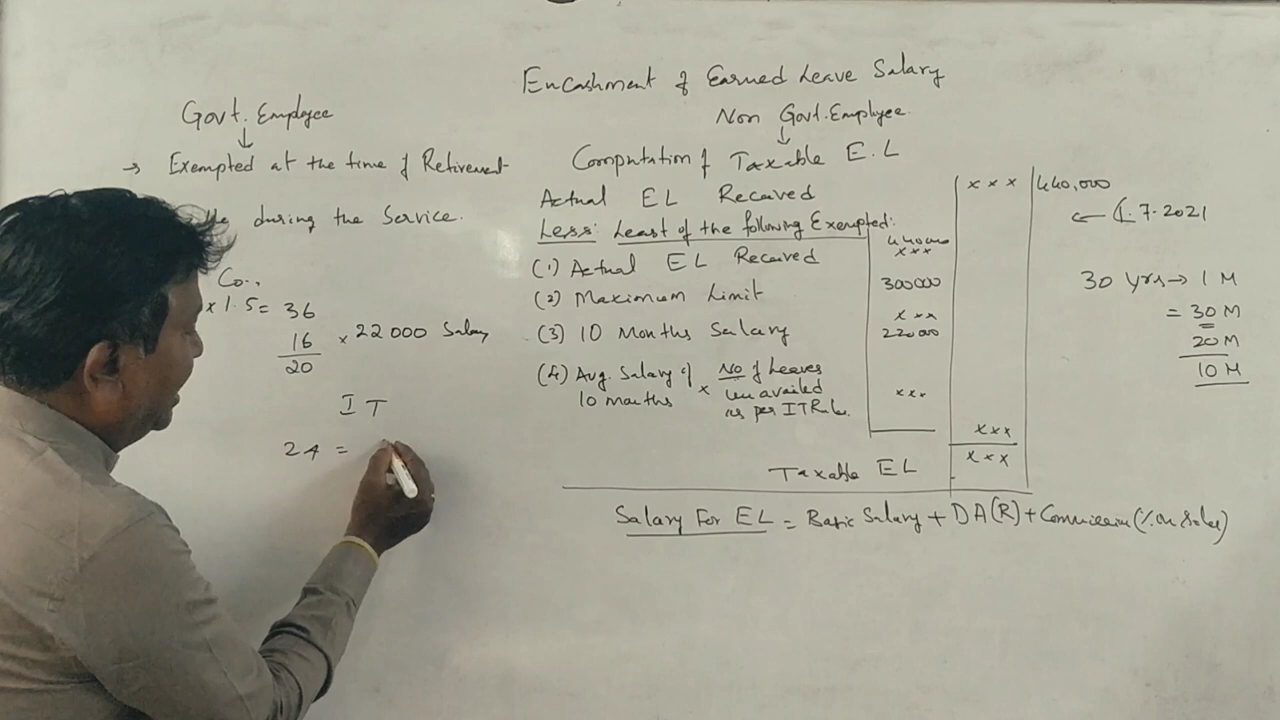 Encashment of Earned Leave Salary
Govt. Employee
→ Exempted at the time of Retirement
during the Service.
Co..
x 1.5 = 36
16 x 22000 Salary
20
I T
24 =
Non Govt. Employee.
Computation of Taxable E.L
Actual EL Received xxx 440,000
Less: Least of the following Exempted:
(1) Actual EL Received 440000 xxx
(2) Maximum Limit 300000
xxx
(3) 10 Months Salary 220000
(4) Avg. Salary of 10 months x No of Leaves unavailed as per IT Rule. xxx
xxx
Taxable EL xxx
Salary For EL = Basic Salary + DA(R) + Commission (% on Sales)
← 1.7.2021
30 yrs → 1 M
= 30 M
20 M
10 M